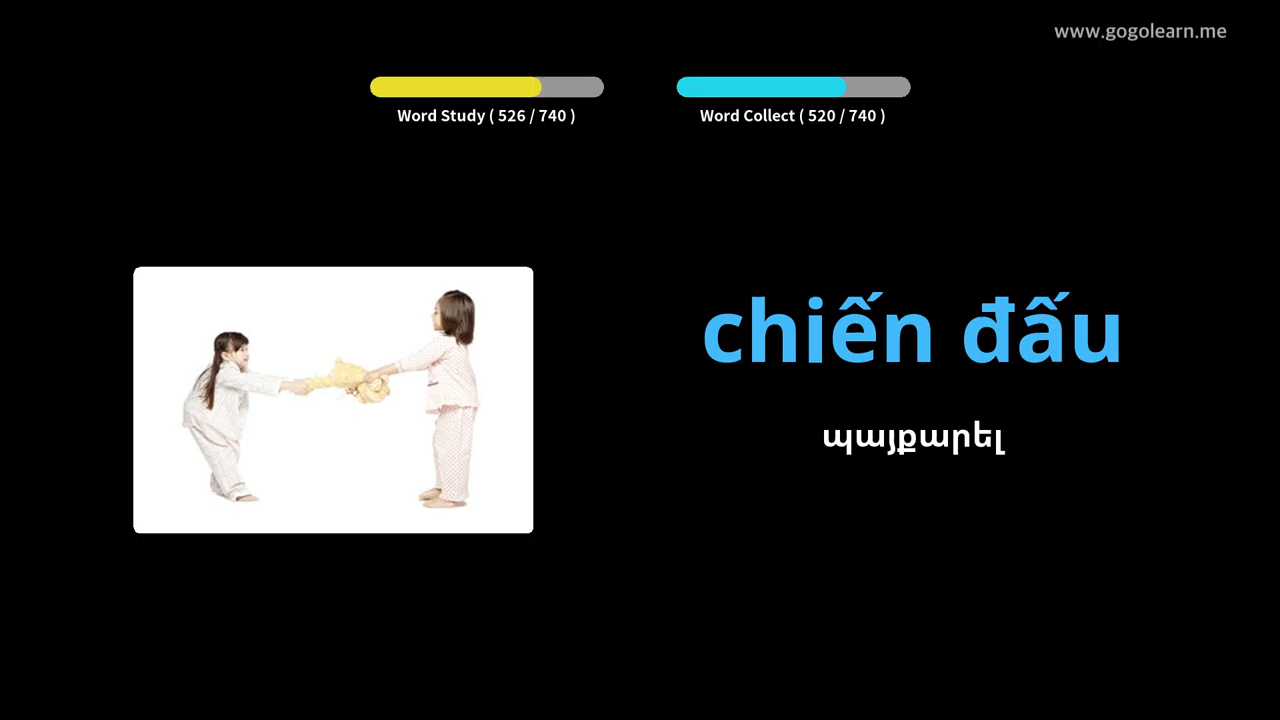 www.gogolearn.me
Word Study ( 526 / 740 )
Word Collect ( 520 / 740 )
chiến đấu
պայքարել